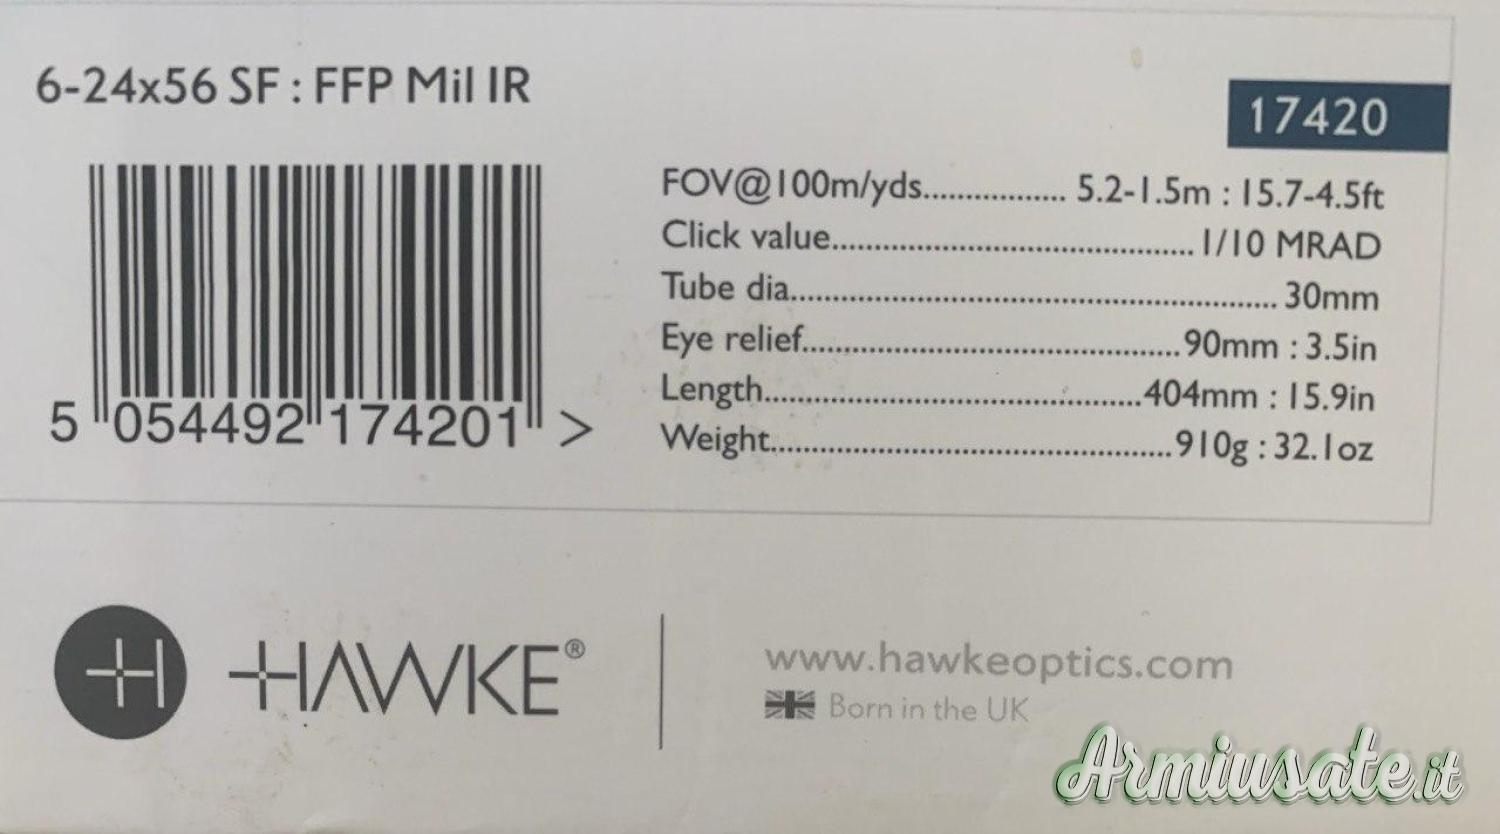 6-24x56 SF : FFP Mil IR
17420
FOV@100m/yds................. 5.2-1.5m : 15.7-4.5ft
Click value........................................... 1/10 MRAD
Tube dia.......................................................... 30mm
Eye relief.............................................90mm : 3.5in
Length.............................................404mm : 15.9in
Weight................................................910g : 32.1oz
5 054492 174201 >
HAWKE®
www.hawkeoptics.com
Born in the UK
Armiusate.it